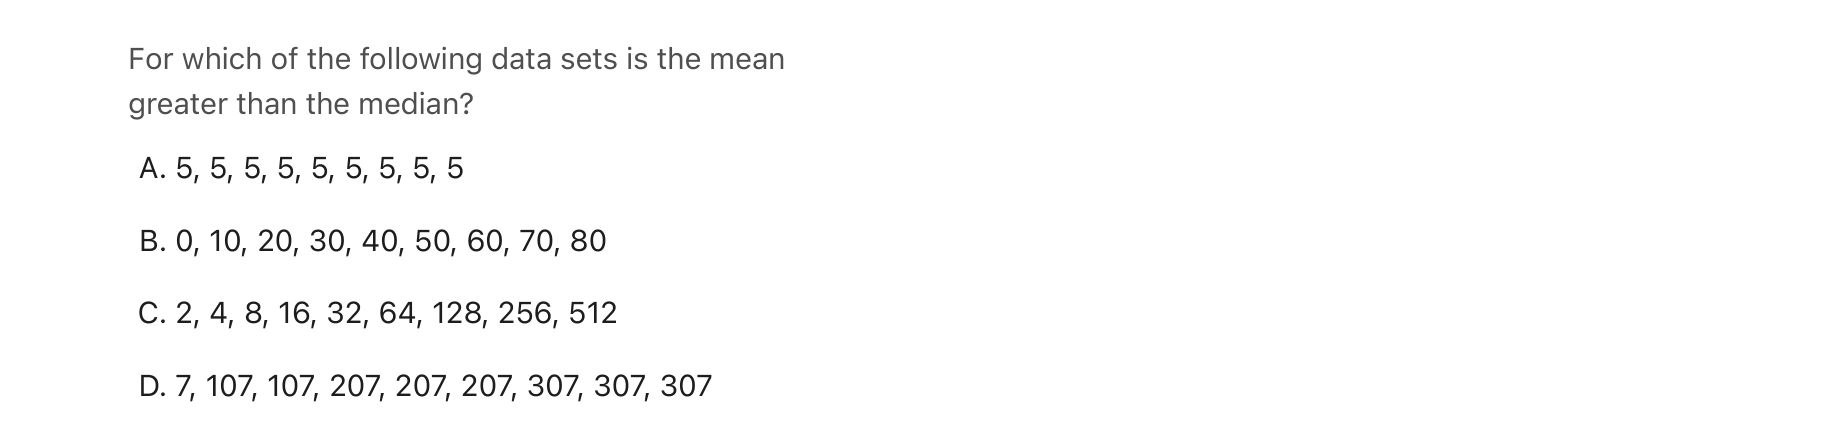 For which of the following data sets is the mean
greater than the median?
A. 5, 5, 5, 5, 5, 5, 5, 5, 5
B. 0, 10, 20, 30, 40, 50, 60, 70, 80
C. 2, 4, 8, 16, 32, 64, 128, 256, 512
D. 7, 107, 107, 207, 207, 207, 307, 307, 307